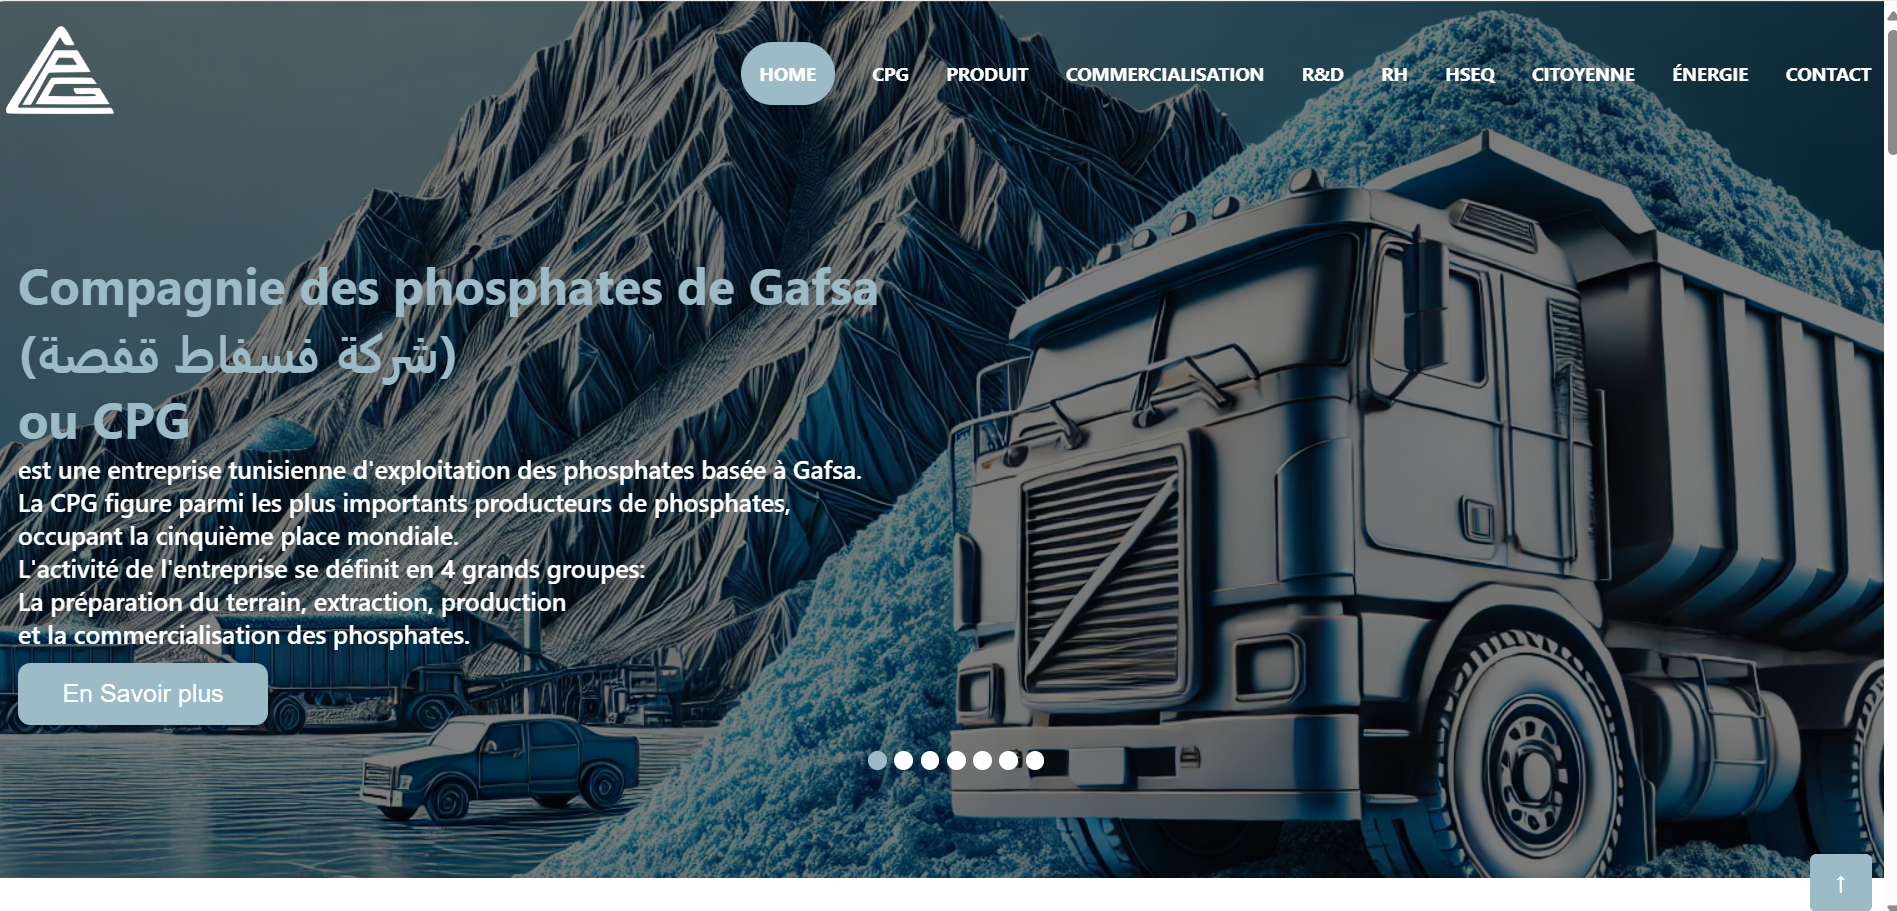 HOME CPG PRODUIT COMMERCIALISATION R&D RH HSEQ CITOYENNE ÉNERGIE CONTACT
Compagnie des phosphates de Gafsa
(شركة فسفاط قفصة)
ou CPG
est une entreprise tunisienne d'exploitation des phosphates basée à Gafsa.
La CPG figure parmi les plus importants producteurs de phosphates,
occupant la cinquième place mondiale.
L'activité de l'entreprise se définit en 4 grands groupes:
La préparation du terrain, extraction, production
et la commercialisation des phosphates.
En Savoir plus
↑